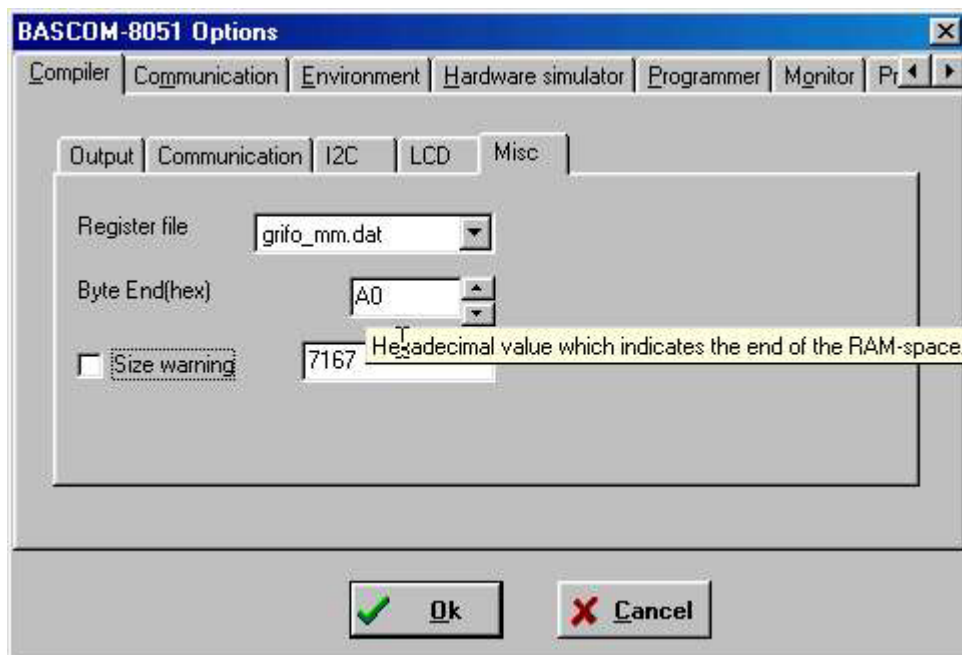 BASCOM-8051 Options
Compiler Communication Environment Hardware simulator Programmer Monitor Pr
Output Communication I2C LCD Misc
Register file grifo_mm.dat
Byte End(hex) A0
Hexadecimal value which indicates the end of the RAM-space.
Size warning 7167
Ok Cancel